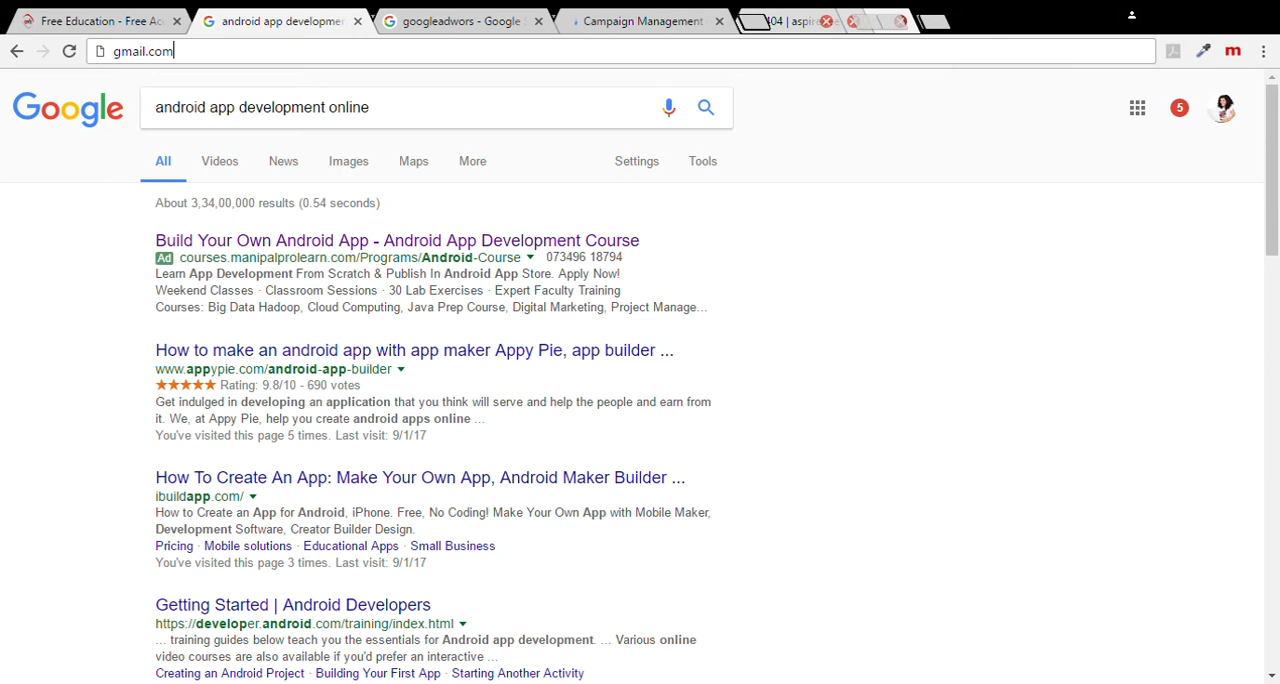 Free Education - Free Ac
android app developmen
googleadwors - Google
Campaign Management
404 | aspire
gmail.com
m
Google
android app development online
5
All Videos News Images Maps More Settings Tools
About 3,34,00,000 results (0.54 seconds)
Build Your Own Android App - Android App Development Course
Ad courses.manipalprolearn.com/Programs/Android-Course 073496 18794
Learn App Development From Scratch & Publish In Android App Store. Apply Now!
Weekend Classes · Classroom Sessions · 30 Lab Exercises · Expert Faculty Training
Courses: Big Data Hadoop, Cloud Computing, Java Prep Course, Digital Marketing, Project Manage...
How to make an android app with app maker Appy Pie, app builder ...
www.appypie.com/android-app-builder
Rating: 9.8/10 - 690 votes
Get indulged in developing an application that you think will serve and help the people and earn from
it. We, at Appy Pie, help you create android apps online ...
You've visited this page 5 times. Last visit: 9/1/17
How To Create An App: Make Your Own App, Android Maker Builder ...
ibuildapp.com/
How to Create an App for Android, iPhone. Free, No Coding! Make Your Own App with Mobile Maker,
Development Software, Creator Builder Design.
Pricing · Mobile solutions · Educational Apps · Small Business
You've visited this page 3 times. Last visit: 9/1/17
Getting Started | Android Developers
https://developer.android.com/training/index.html
... training guides below teach you the essentials for Android app development. ... Various online
video courses are also available if you'd prefer an interactive ...
Creating an Android Project · Building Your First App · Starting Another Activity